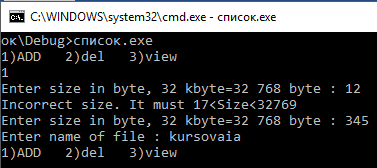 C:\WINDOWS\system32\cmd.exe - список.exe
ок\Debug>список.exe
1)ADD   2)del   3)view
1
Enter size in byte, 32 kbyte=32 768 byte : 12
Incorrect size. It must 17<Size<32769
Enter size in byte, 32 kbyte=32 768 byte : 345
Enter name of file : kursovaia
1)ADD   2)del   3)view